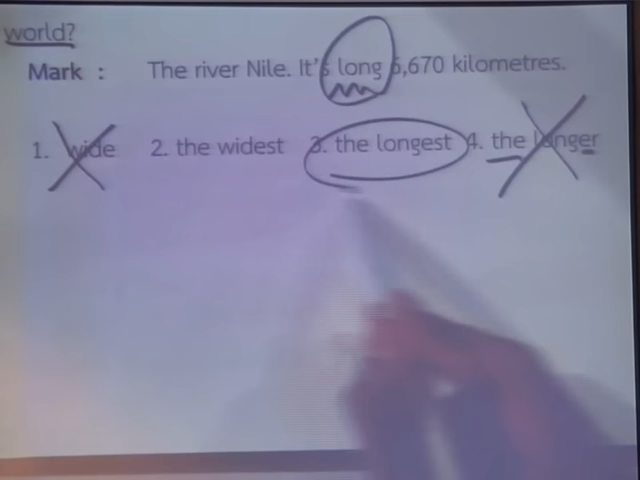 world?
Mark : The river Nile. It's long 6,670 kilometres.
1. wide 2. the widest 3. the longest 4. the longer